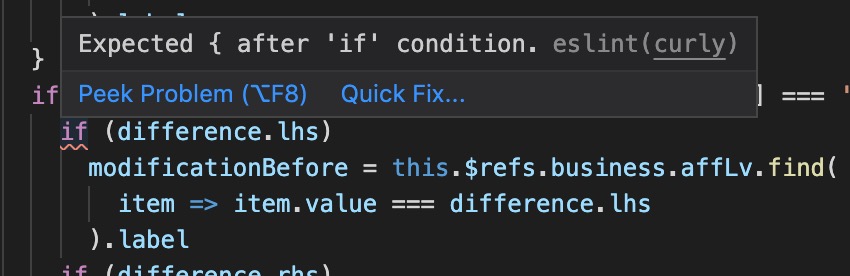 ).label
Expected { after 'if' condition. eslint(curly)
}
Peek Problem (⌥F8) Quick Fix...
if ] === '
if (difference.lhs)
modificationBefore = this.$refs.business.affLv.find(
item => item.value === difference.lhs
).label
if (difference.rhs)